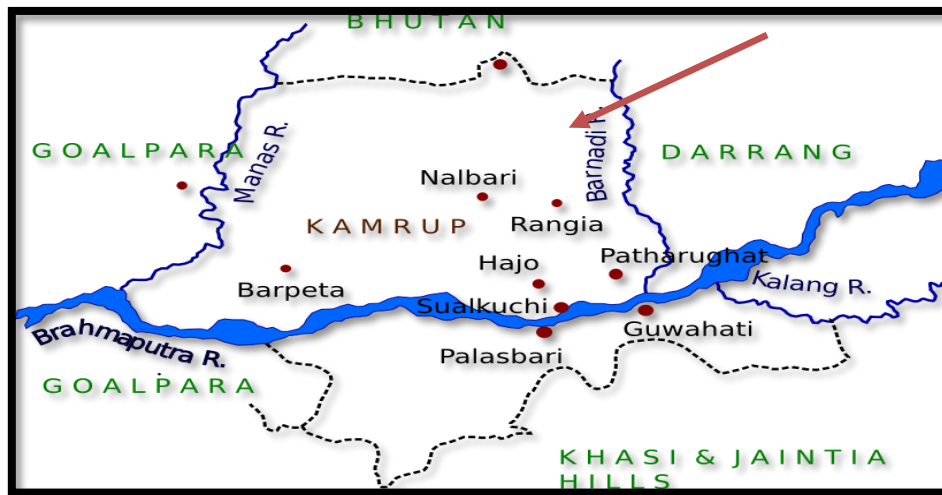 BHUTAN
GOALPARA
Manas R.
Barnadi R.
DARRANG
Nalbari
KAMRUP
Rangia
Hajo
Patharughat
Barpeta
Sualkuchi
Kalang R.
Brahmaputra R.
Guwahati
Palasbari
GOALPARA
KHASI & JAINTIA
HILLS